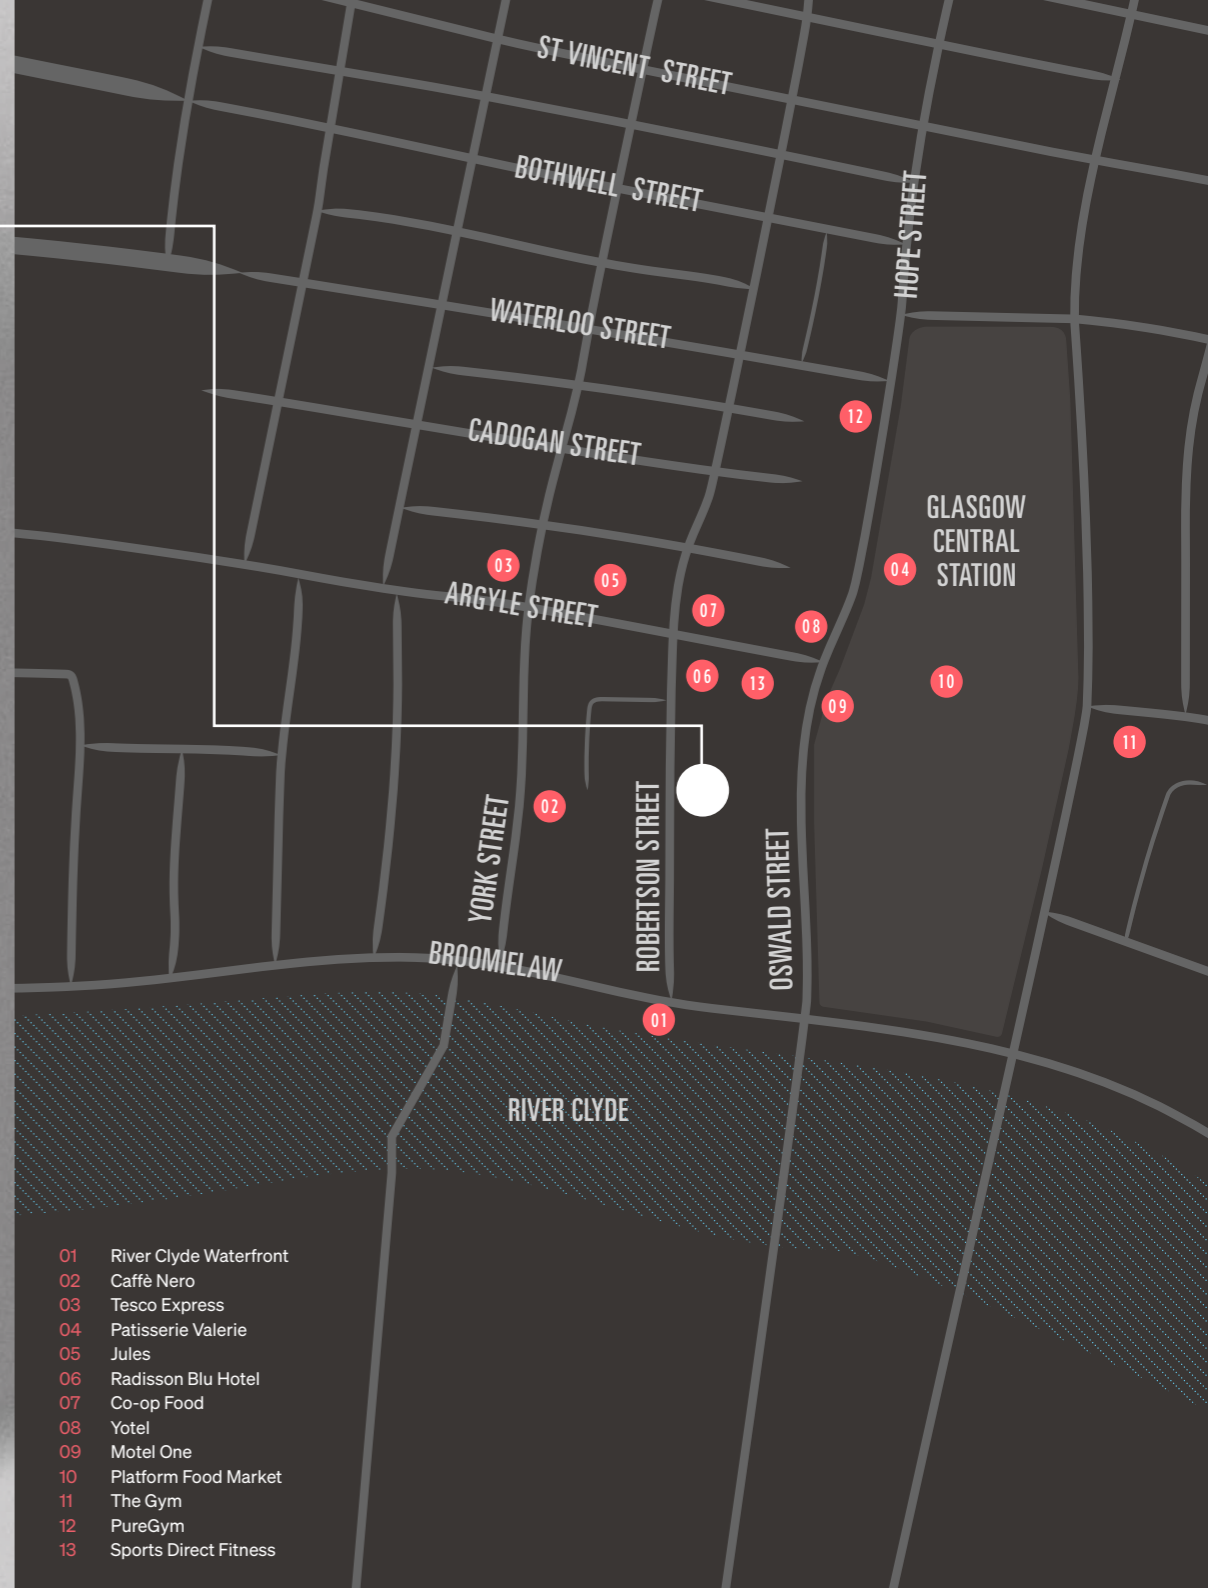 ST VINCENT STREET
BOTHWELL STREET
HOPE STREET
WATERLOO STREET
12
CADOGAN STREET
GLASGOW
CENTRAL
STATION
03
04
05
ARGYLE STREET
07
08
06
13
10
09
11
02
YORK STREET
ROBERTSON STREET
OSWALD STREET
BROOMIELAW
01
RIVER CLYDE
01 River Clyde Waterfront
02 Caffè Nero
03 Tesco Express
04 Patisserie Valerie
05 Jules
06 Radisson Blu Hotel
07 Co-op Food
08 Yotel
09 Motel One
10 Platform Food Market
11 The Gym
12 PureGym
13 Sports Direct Fitness